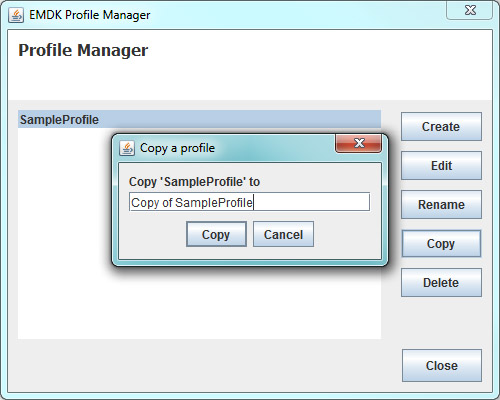 EMDK Profile Manager
Profile Manager
SampleProfile
Create
Edit
Rename
Copy
Delete
Close
Copy a profile
Copy 'SampleProfile' to
Copy of SampleProfile
Copy
Cancel